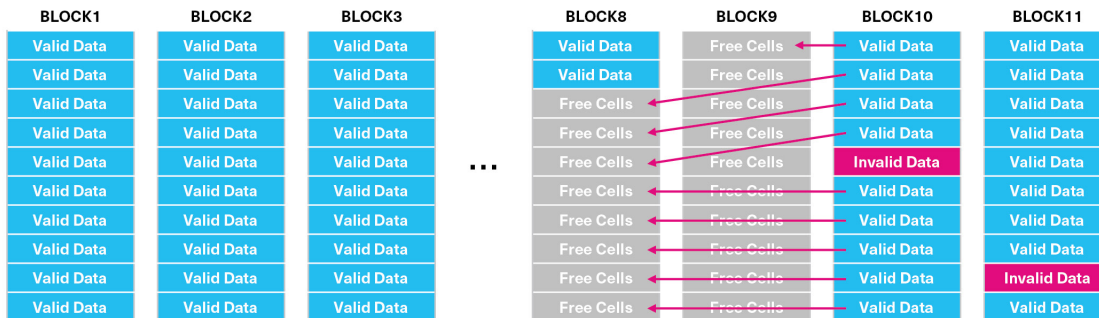 BLOCK1 BLOCK2 BLOCK3 BLOCK8 BLOCK9 BLOCK10 BLOCK11
Valid Data Valid Data Valid Data Valid Data Free Cells Valid Data Valid Data
Valid Data Valid Data Valid Data Valid Data Free Cells Valid Data Valid Data
Valid Data Valid Data Valid Data Free Cells Free Cells Valid Data Valid Data
Valid Data Valid Data Valid Data Free Cells Free Cells Valid Data Valid Data
Valid Data Valid Data Valid Data ... Free Cells Free Cells Invalid Data Valid Data
Valid Data Valid Data Valid Data Free Cells Free Cells Valid Data Valid Data
Valid Data Valid Data Valid Data Free Cells Free Cells Valid Data Valid Data
Valid Data Valid Data Valid Data Free Cells Free Cells Valid Data Valid Data
Valid Data Valid Data Valid Data Free Cells Free Cells Valid Data Invalid Data
Valid Data Valid Data Valid Data Free Cells Free Cells Valid Data Valid Data